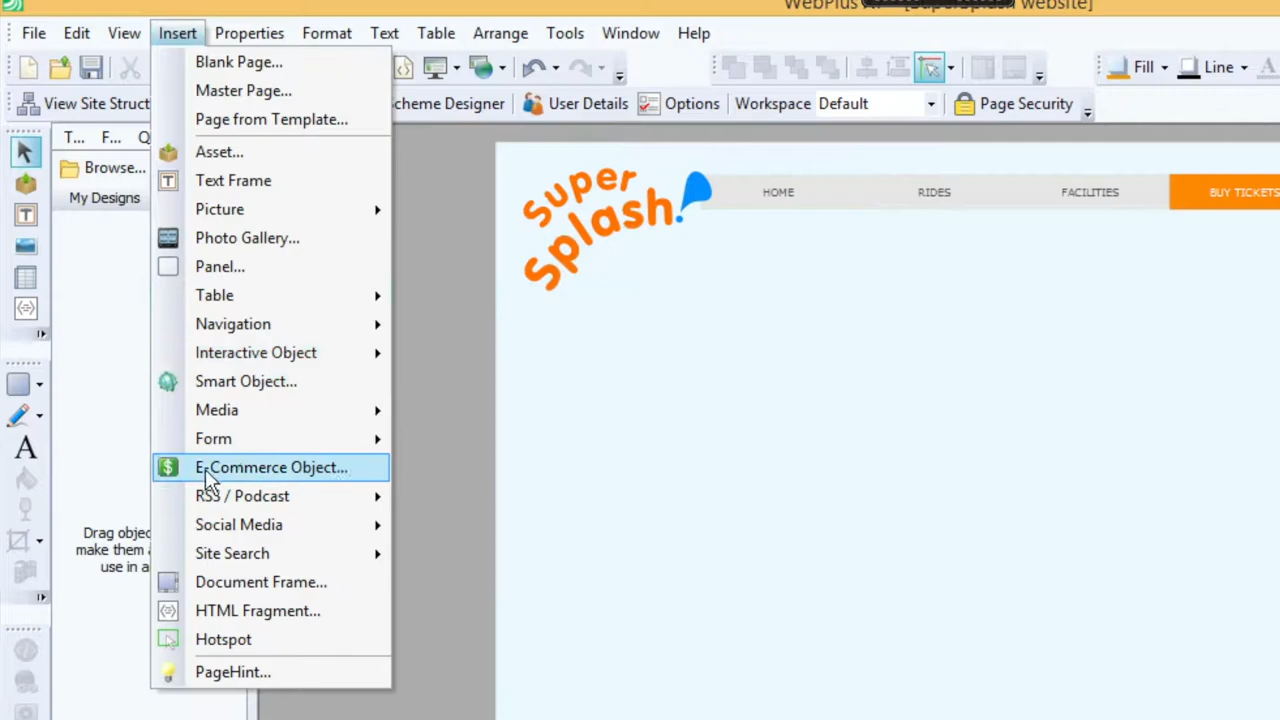 [SuperSplash website]
File Edit View Insert Properties Format Text Table Arrange Tools Window Help
Fill Line A
View Site Struct
Scheme Designer User Details Options Workspace Default Page Security
T... F... Q
Browse...
My Designs
Drag objec
make them a
use in a
A
Blank Page...
Master Page...
Page from Template...
Asset...
Text Frame
Picture
Photo Gallery...
Panel...
Table
Navigation
Interactive Object
Smart Object...
Media
Form
E-Commerce Object...
RSS / Podcast
Social Media
Site Search
Document Frame...
HTML Fragment...
Hotspot
PageHint...
super
splash!
HOME RIDES FACILITIES BUY TICKETS